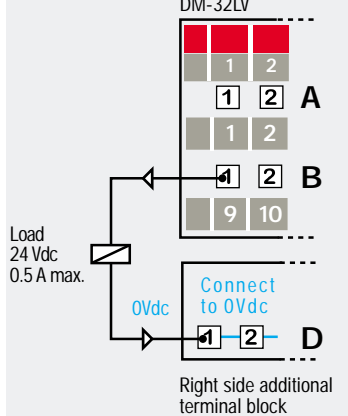 DM-32LV
1 2
1 2 A
1 2
1 2 B
9 10
Load
24 Vdc
0.5 A max.
0Vdc
Connect
to 0Vdc
1 2 D
Right side additional
terminal block